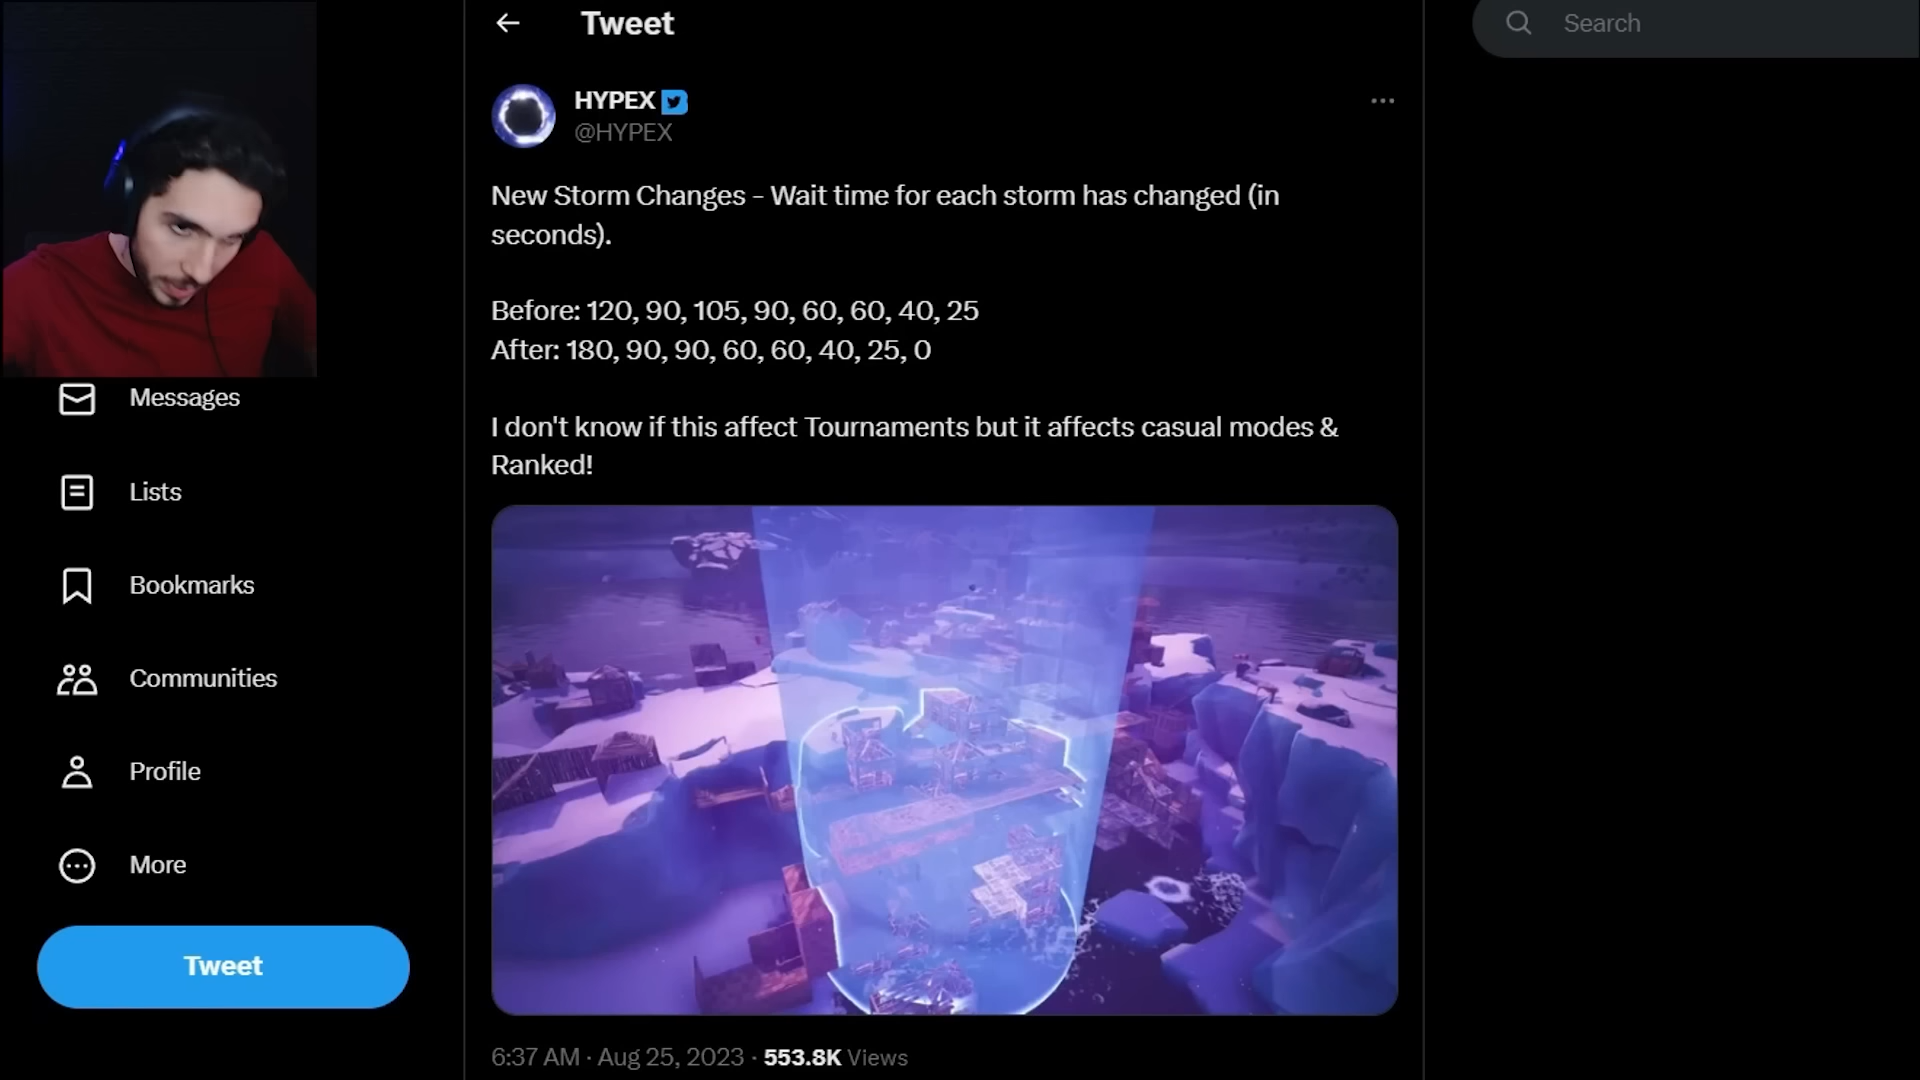 Tweet
Search
HYPEX
@HYPEX
New Storm Changes - Wait time for each storm has changed (in
seconds).
Before: 120, 90, 105, 90, 60, 60, 40, 25
After: 180, 90, 90, 60, 60, 40, 25, 0
I don't know if this affect Tournaments but it affects casual modes &
Ranked!
6:37 AM · Aug 25, 2023 · 553.8K Views
Messages
Lists
Bookmarks
Communities
Profile
More
Tweet